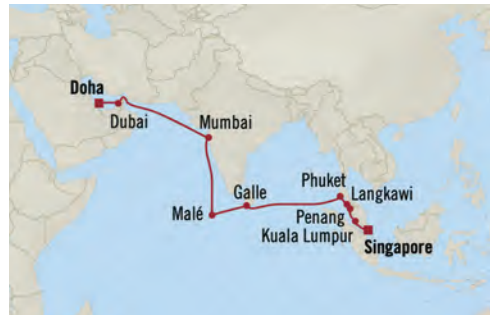 Doha
Dubai
Mumbai
Malé
Galle
Phuket
Langkawi
Penang
Kuala Lumpur
Singapore